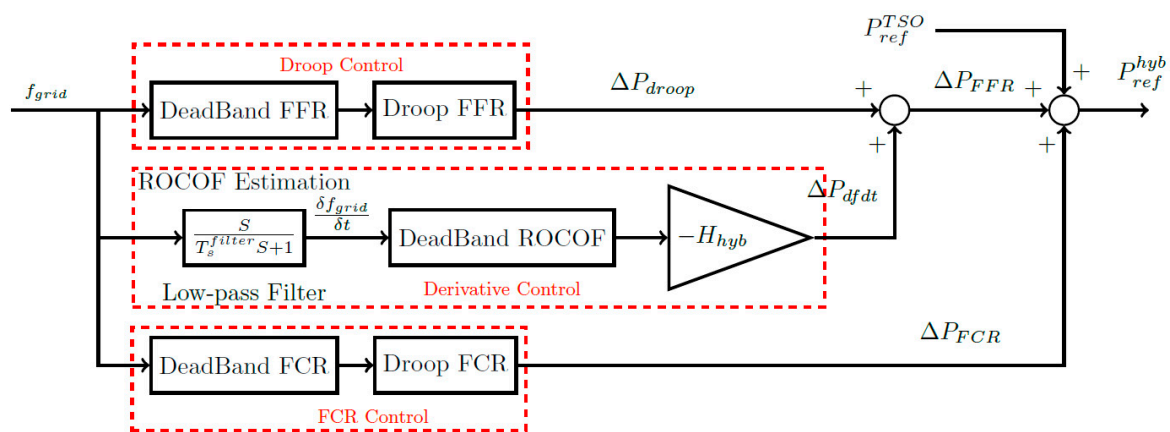 P_{ref}^{TSO}
Droop Control
f_{grid}
DeadBand FFR
Droop FFR
ΔP_{droop}
+
+
ΔP_{FFR}
+
+
+
P_{ref}^{hyb}
ROCOF Estimation
S
T_s^{filter}S+1
δf_{grid}
δt
DeadBand ROCOF
−H_{hyb}
ΔP_{dfdt}
Low-pass Filter
Derivative Control
DeadBand FCR
Droop FCR
ΔP_{FCR}
FCR Control